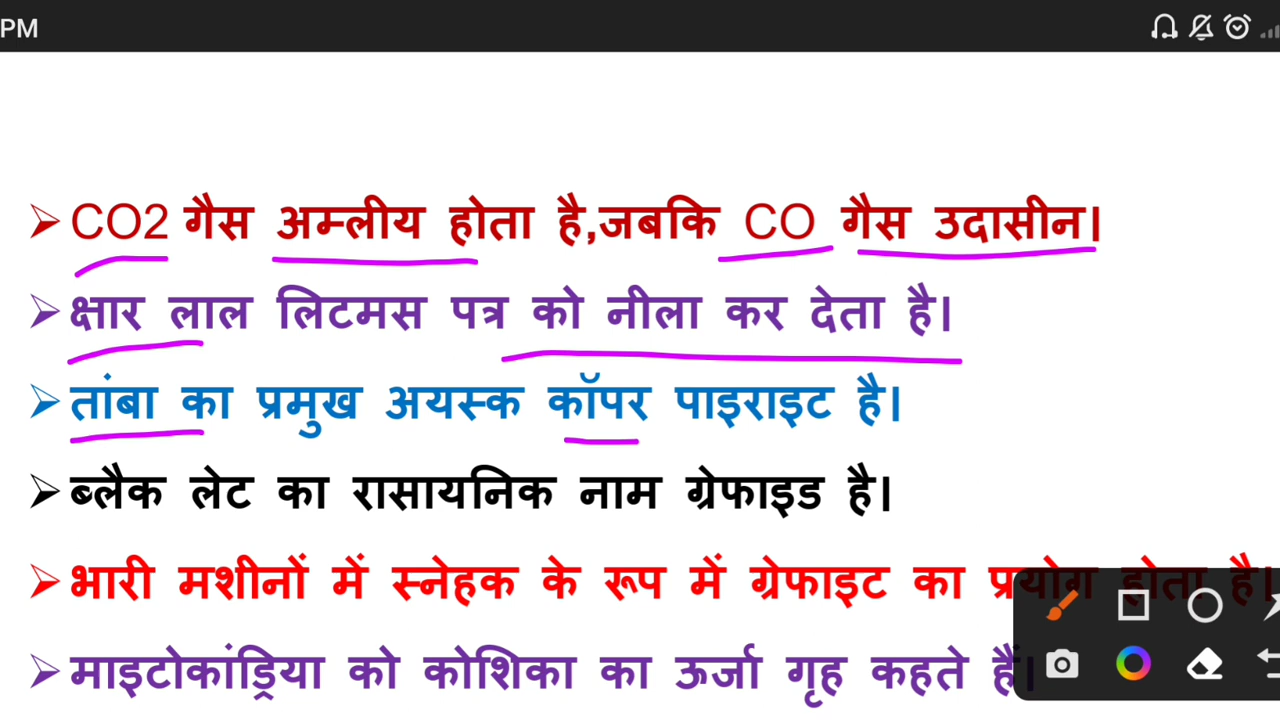 PM
➢CO2 गैस अम्लीय होता है,जबकि CO गैस उदासीन।
➢क्षार लाल लिटमस पत्र को नीला कर देता है।
➢तांबा का प्रमुख अयस्क कॉपर पाइराइट है।
➢ब्लैक लेट का रासायनिक नाम ग्रेफाइड है।
➢भारी मशीनों में स्नेहक के रूप में ग्रेफाइट का प्रयोग होता है।
➢माइटोकांड्रिया को कोशिका का ऊर्जा गृह कहते हैं।